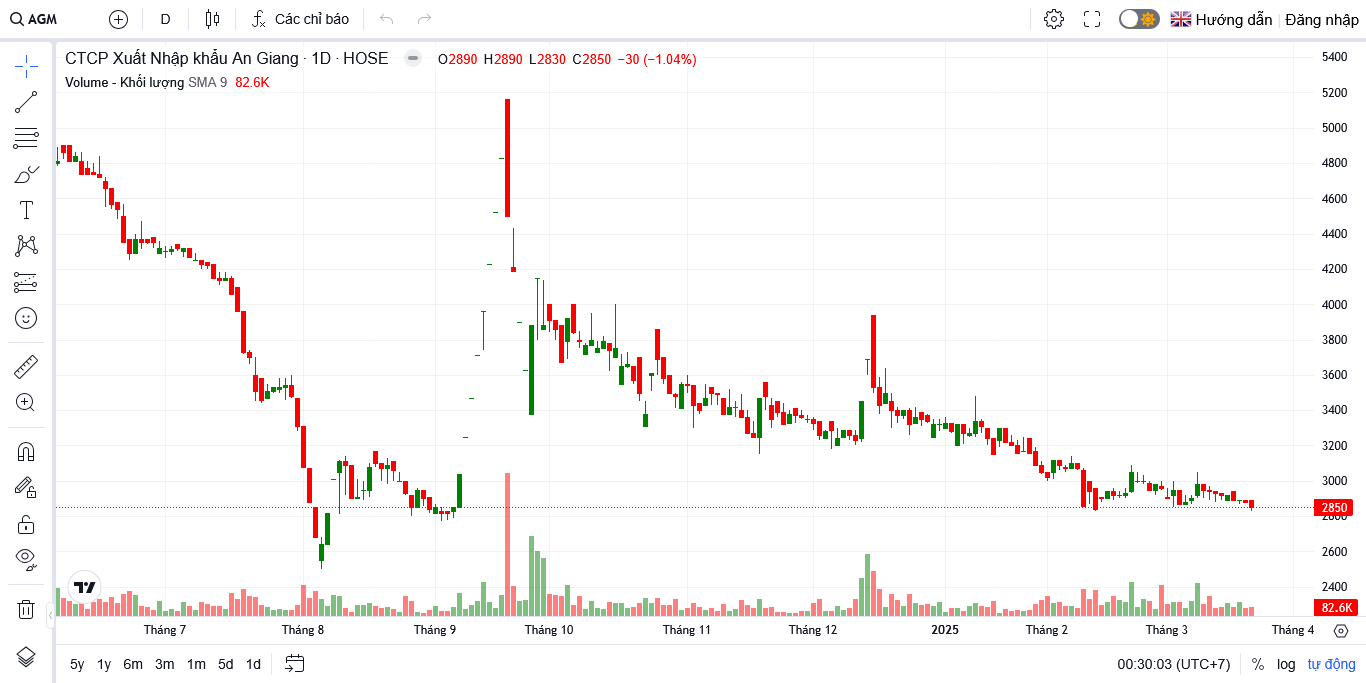 AGM D Các chỉ báo Hướng dẫn Đăng nhập
CTCP Xuất Nhập khẩu An Giang · 1D · HOSE O2890 H2890 L2830 C2850 −30 (−1.04%)
Volume - Khối lượng SMA 9 82.6K
5400
5200
5000
4800
4600
4400
4200
4000
3800
3600
3400
3200
3000
2850
2800
2600
2400
82.6K
Tháng 7 Tháng 8 Tháng 9 Tháng 10 Tháng 11 Tháng 12 2025 Tháng 2 Tháng 3 Tháng 4
5y 1y 6m 3m 1m 5d 1d 00:30:03 (UTC+7) % log tự động